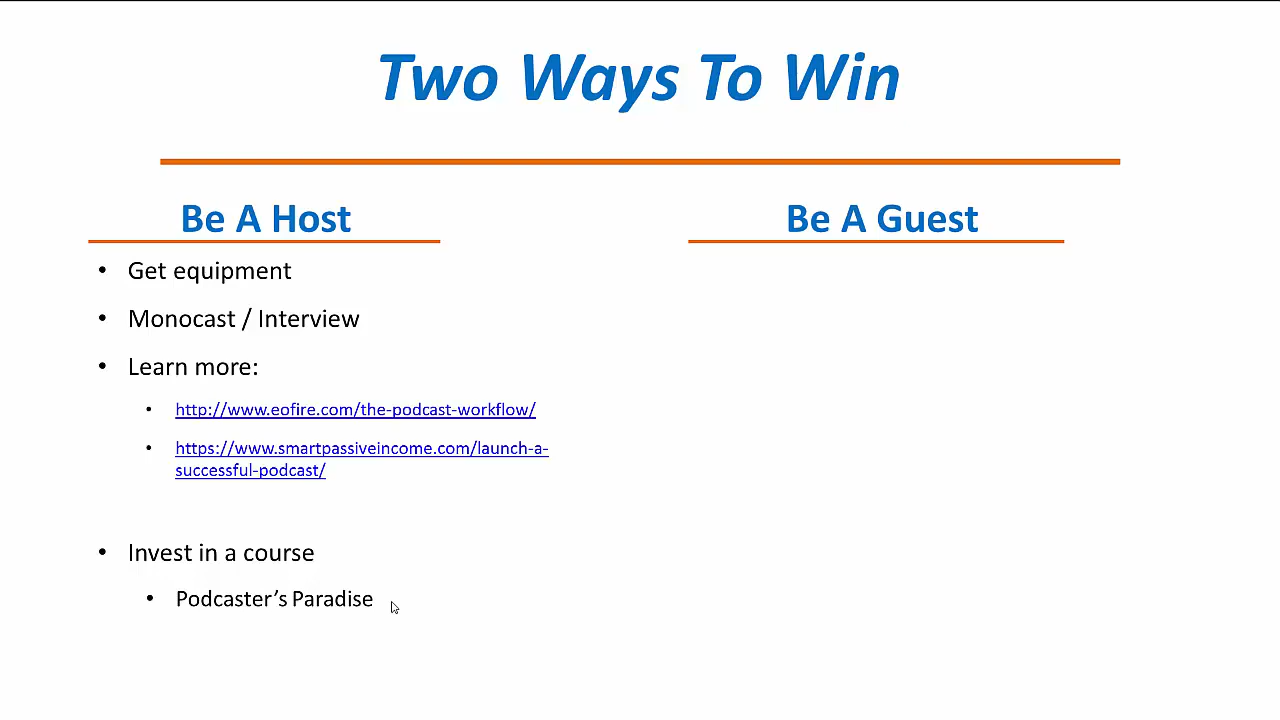 Two Ways To Win
Be A Host
• Get equipment
• Monocast / Interview
• Learn more:
• http://www.eofire.com/the-podcast-workflow/
• https://www.smartpassiveincome.com/launch-a-
successful-podcast/
• Invest in a course
• Podcaster’s Paradise
Be A Guest